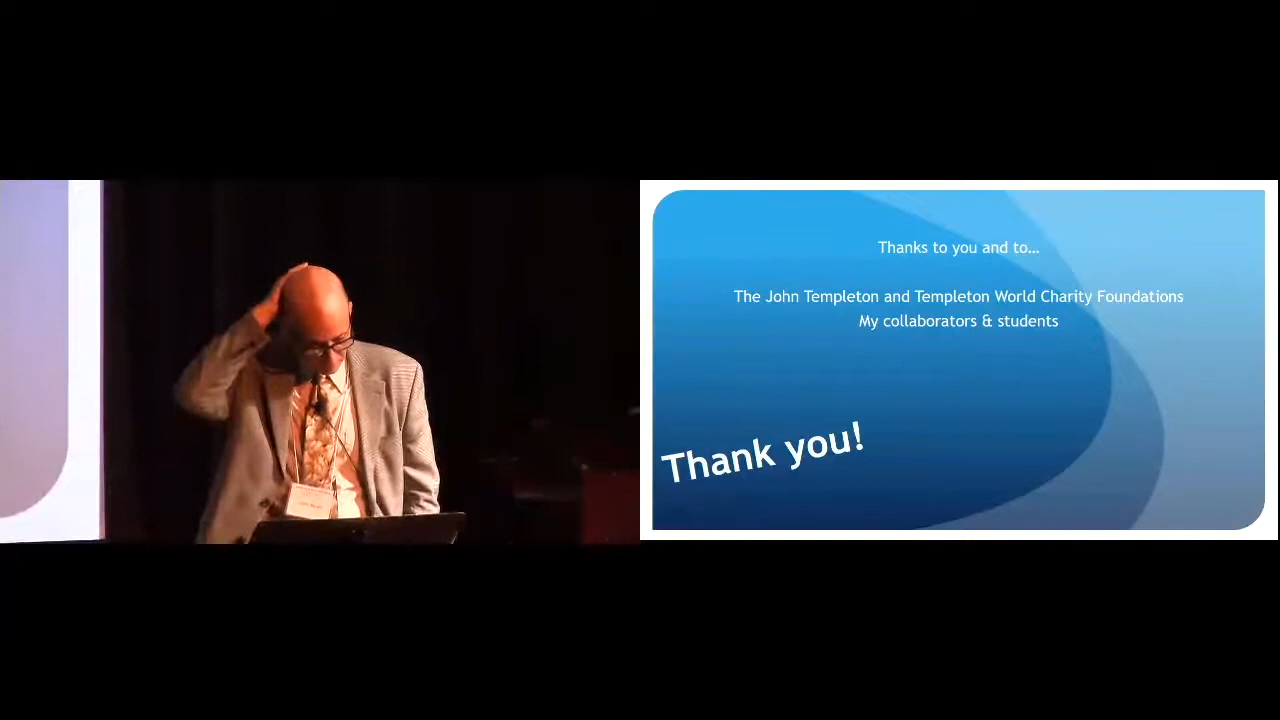 Thanks to you and to…
The John Templeton and Templeton World Charity Foundations
My collaborators & students
Thank you!